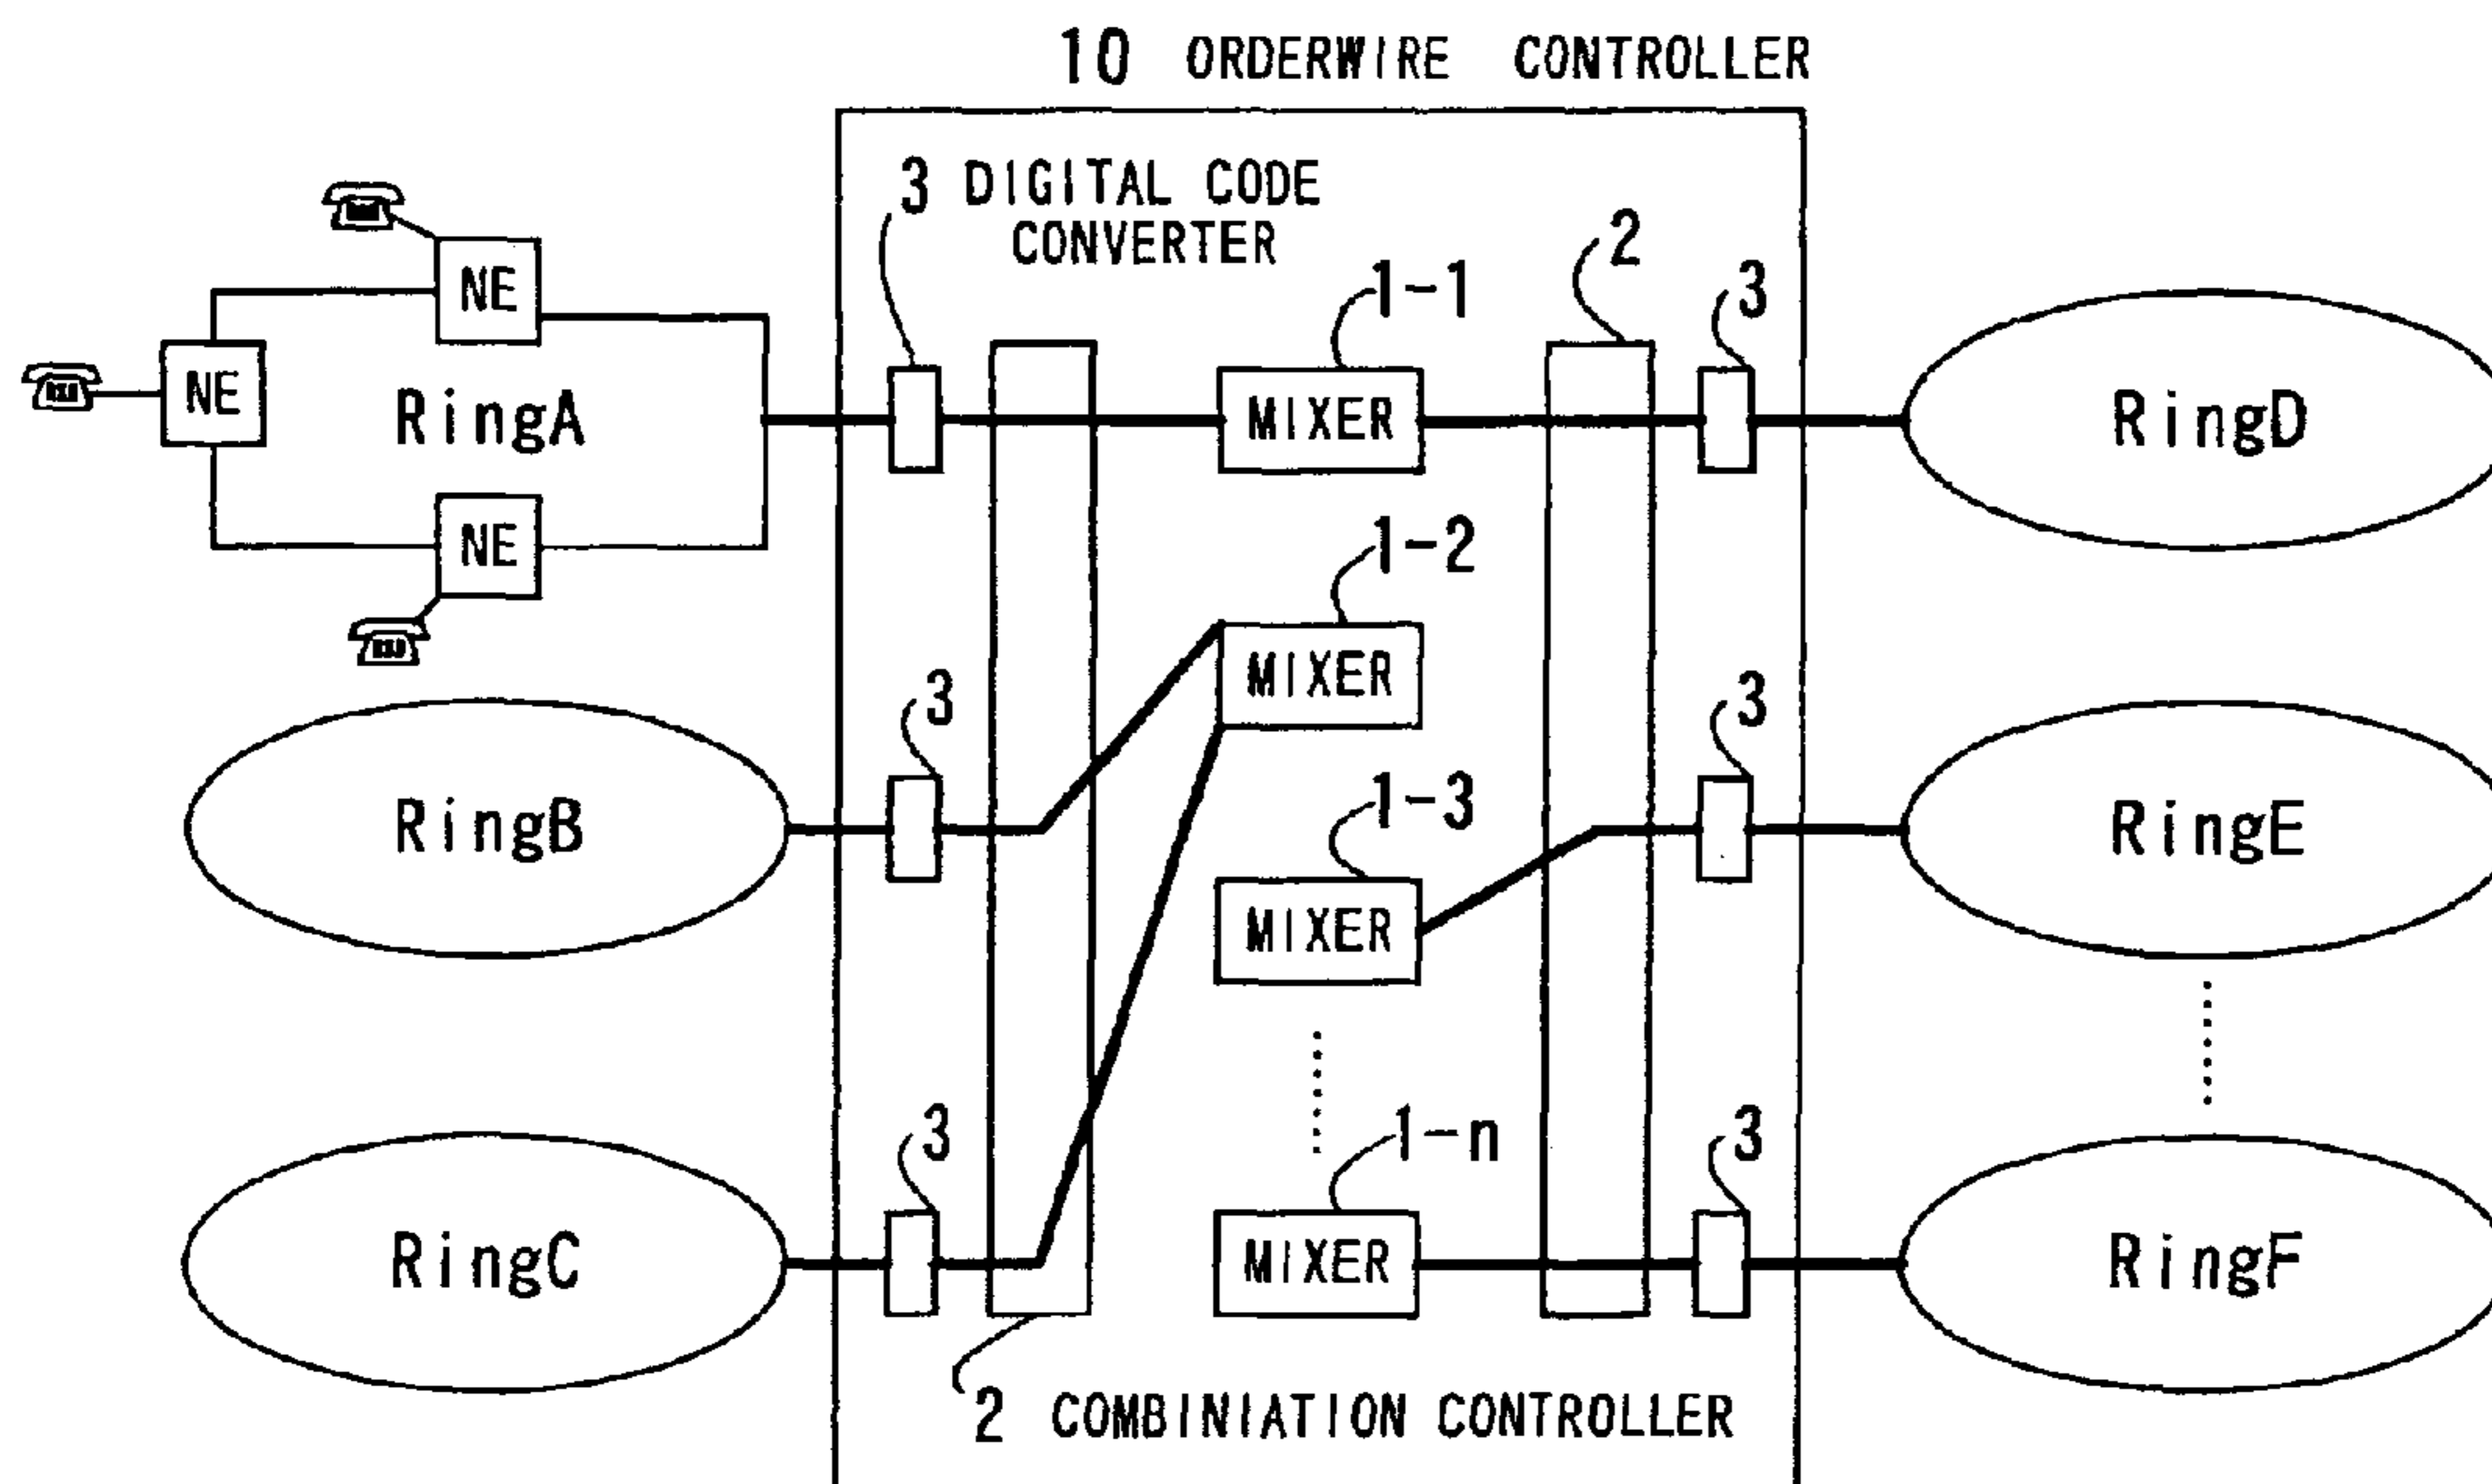 10 ORDERWIRE CONTROLLER
3 DIGITAL CODE
CONVERTER
2
1-1
3
NE
NE
RingA
MIXER
RingD
NE
1-2
3
MIXER
3
RingB
1-3
RingE
MIXER
3
1-n
3
RingC
MIXER
RingF
2 COMBINIATION CONTROLLER